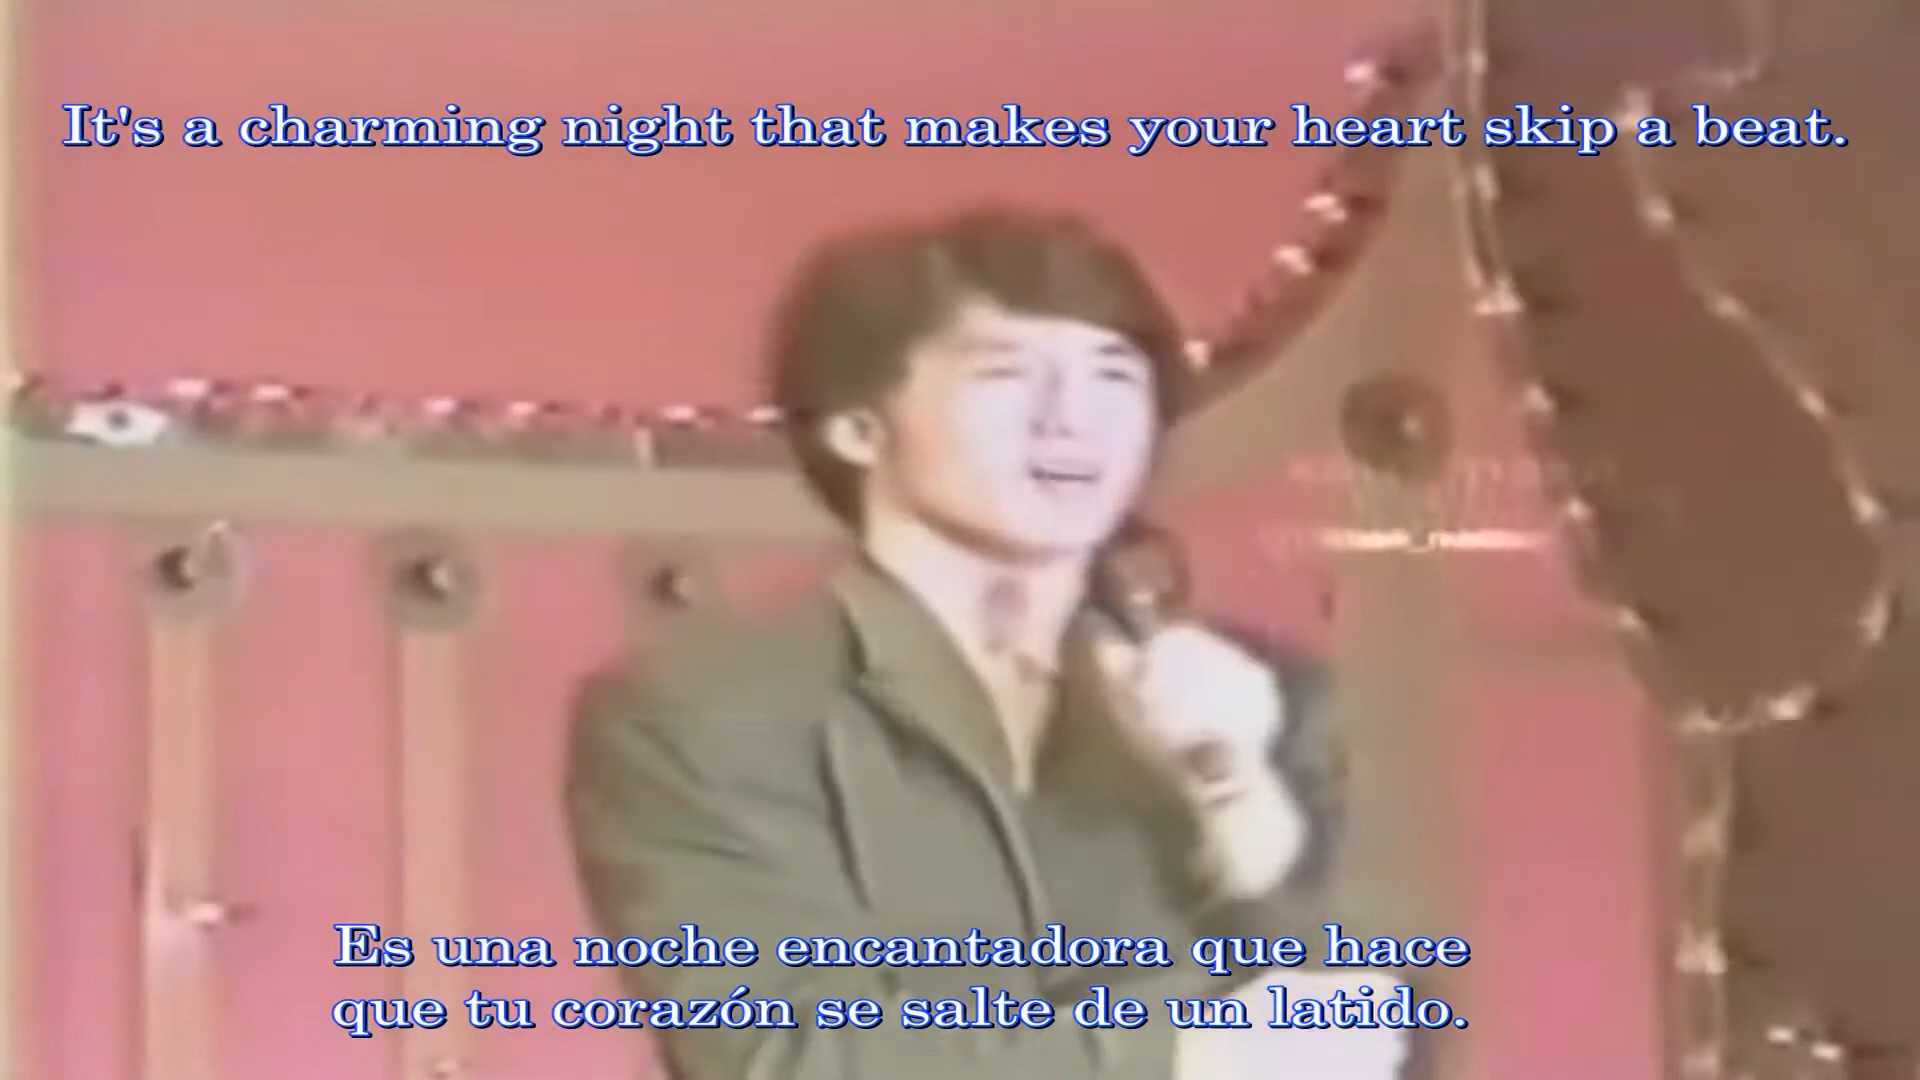 It's a charming night that makes your heart skip a beat.
Es una noche encantadora que hace
que tu corazón se salte de un latido.